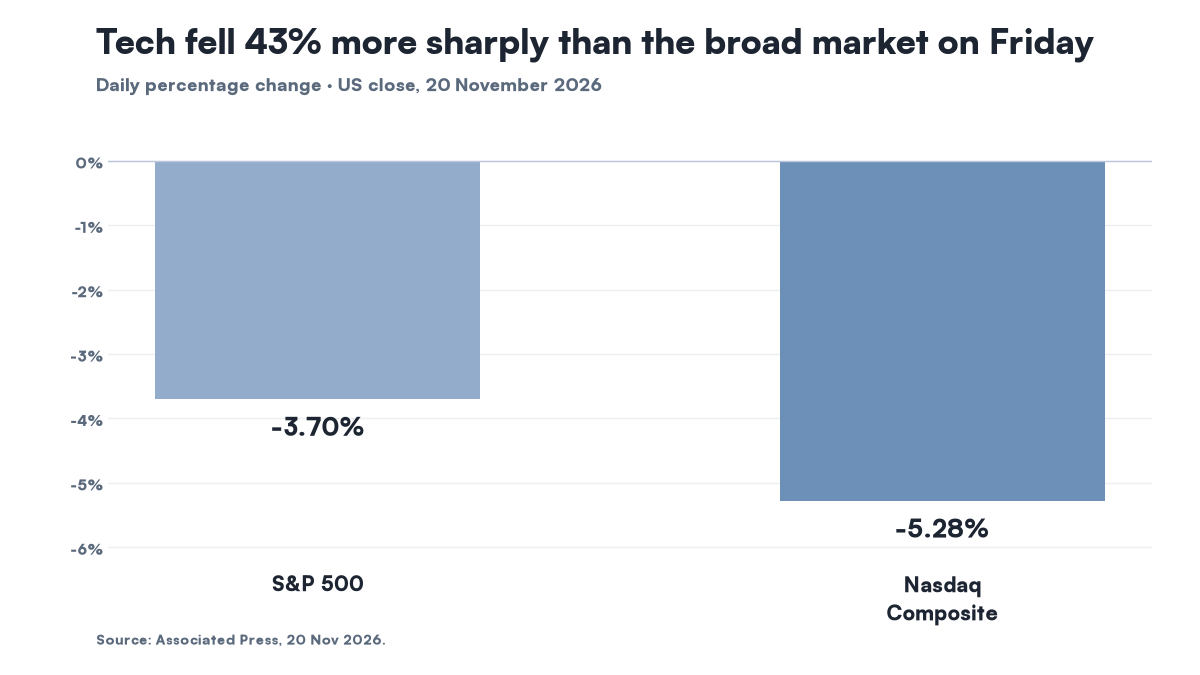 Tech fell 43% more sharply than the broad market on Friday
Daily percentage change · US close, 20 November 2026
0%
-1%
-2%
-3%
-4%
-5%
-6%
-3.70%
-5.28%
S&P 500
Nasdaq
Composite
Source: Associated Press, 20 Nov 2026.